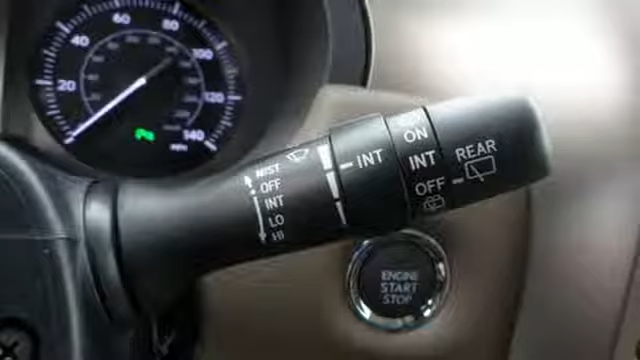 20
40
60
80
100
120
140
MIST
OFF
INT
LO
HI
INT
ON
INT
OFF
REAR
ENGINE
START
STOP